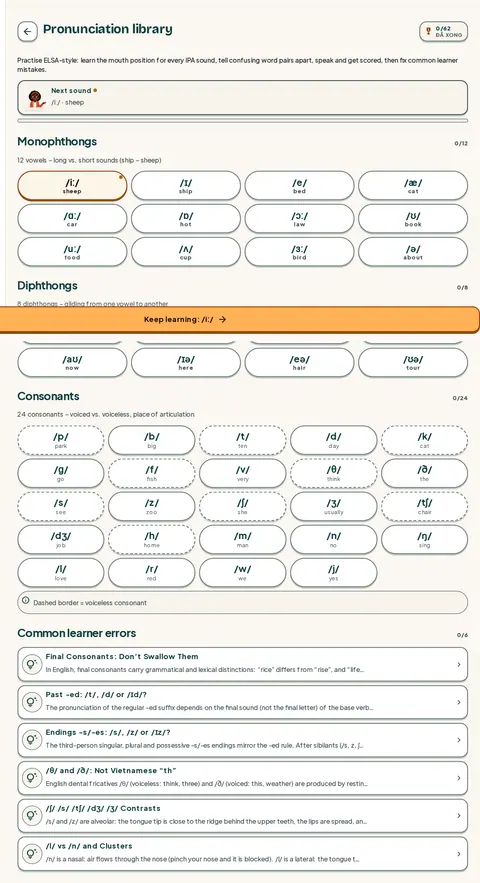 Pronunciation library
0/62
ĐÃ XONG
Practise ELSA-style: learn the mouth position for every IPA sound, tell confusing word pairs apart, speak and get scored, then fix common learner
mistakes.
Next sound
/iː/ · sheep
Monophthongs
0/12
12 vowels – long vs. short sounds (ship – sheep)
/iː/ /ɪ/ /e/ /æ/
sheep ship bed cat
/ɑː/ /ɒ/ /ɔː/ /ʊ/
car hot law book
/uː/ /ʌ/ /ɜː/ /ə/
food cup bird about
Diphthongs
0/8
8 diphthongs – gliding from one vowel to another
Keep learning: /iː/ →
/aʊ/ /ɪə/ /eə/ /ʊə/
now here hair tour
Consonants
0/24
24 consonants – voiced vs. voiceless, place of articulation
/p/ /b/ /t/ /d/ /k/
park big ten day cat
/g/ /f/ /v/ /θ/ /ð/
go fish very think the
/s/ /z/ /ʃ/ /ʒ/ /tʃ/
see zoo she usually chair
/dʒ/ /h/ /m/ /n/ /ŋ/
job home man no sing
/l/ /r/ /w/ /j/
love red we yes
Dashed border = voiceless consonant
Common learner errors
0/6
Final Consonants: Don't Swallow Them
In English, final consonants carry grammatical and lexical distinctions: "rice" differs from "rise", and "life…
Past -ed: /t/, /d/ or /ɪd/?
The pronunciation of the regular -ed suffix depends on the final sound (not the final letter) of the base verb…
Endings -s/-es: /s/, /z/ or /ɪz/?
The third-person singular, plural and possessive -s/-es endings mirror the -ed rule. After sibilants (/s, z, ʃ…
/θ/ and /ð/: Not Vietnamese "th"
English dental fricatives /θ/ (voiceless: think, three) and /ð/ (voiced: this, weather) are produced by restin…
/ʃ/ /s/ /tʃ/ /dʒ/ /ʒ/ Contrasts
/s/ and /z/ are alveolar: the tongue tip is close to the ridge behind the upper teeth, the lips are spread, an…
/l/ vs /n/ and Clusters
/n/ is a nasal: air flows through the nose (pinch your nose and it is blocked). /l/ is a lateral: the tongue t…